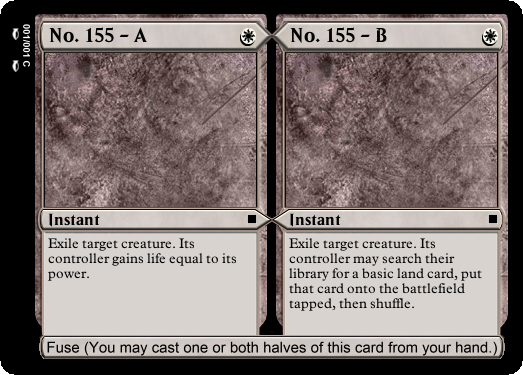 001/001 C
No. 155 – A
Instant
Exile target creature. Its
controller gains life equal to its
power.
No. 155 – B
Instant
Exile target creature. Its
controller may search their
library for a basic land card, put
that card onto the battlefield
tapped, then shuffle.
Fuse (You may cast one or both halves of this card from your hand.)